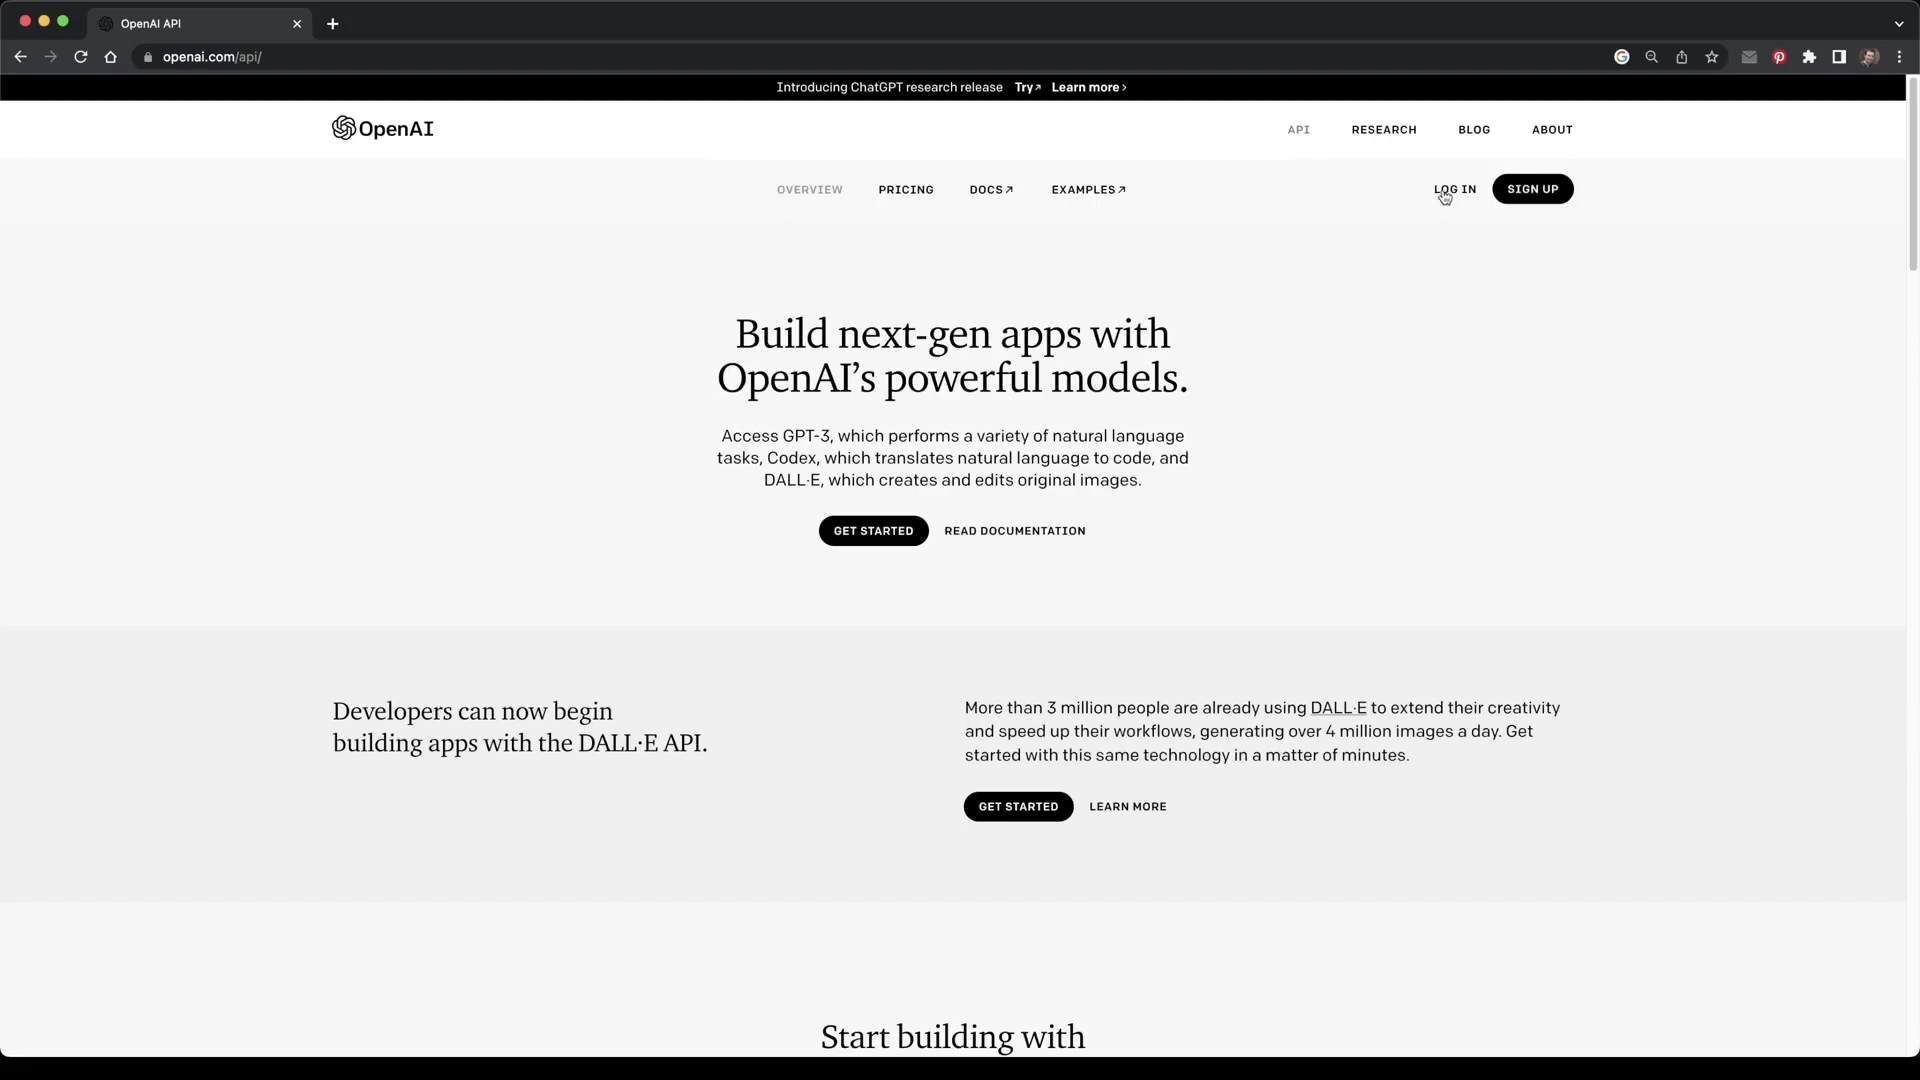 OpenAI API
openai.com/api/
Introducing ChatGPT research release Try↗ Learn more ›
OpenAI
API RESEARCH BLOG ABOUT
OVERVIEW PRICING DOCS↗ EXAMPLES↗ LOG IN SIGN UP
Build next-gen apps with
OpenAI’s powerful models.
Access GPT-3, which performs a variety of natural language
tasks, Codex, which translates natural language to code, and
DALL·E, which creates and edits original images.
GET STARTED READ DOCUMENTATION
Developers can now begin
building apps with the DALL·E API.
More than 3 million people are already using DALL·E to extend their creativity
and speed up their workflows, generating over 4 million images a day. Get
started with this same technology in a matter of minutes.
GET STARTED LEARN MORE
Start building with